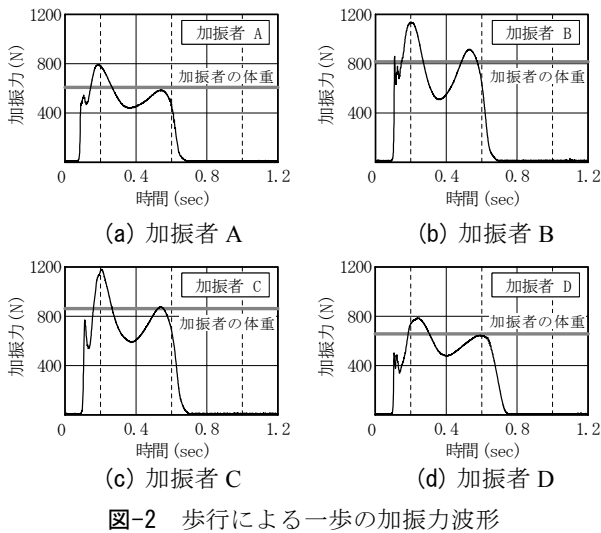 1200
800
400
加振力 (N)
加振者 A
加振者の体重
0 0.4 0.8 1.2
時間 (sec)
(a) 加振者 A
1200
800
400
加振力 (N)
加振者 B
加振者の体重
0 0.4 0.8 1.2
時間 (sec)
(b) 加振者 B
1200
800
400
加振力 (N)
加振者 C
加振者の体重
0 0.4 0.8 1.2
時間 (sec)
(c) 加振者 C
1200
800
400
加振力 (N)
加振者 D
加振者の体重
0 0.4 0.8 1.2
時間 (sec)
(d) 加振者 D
図-2 歩行による一歩の加振力波形